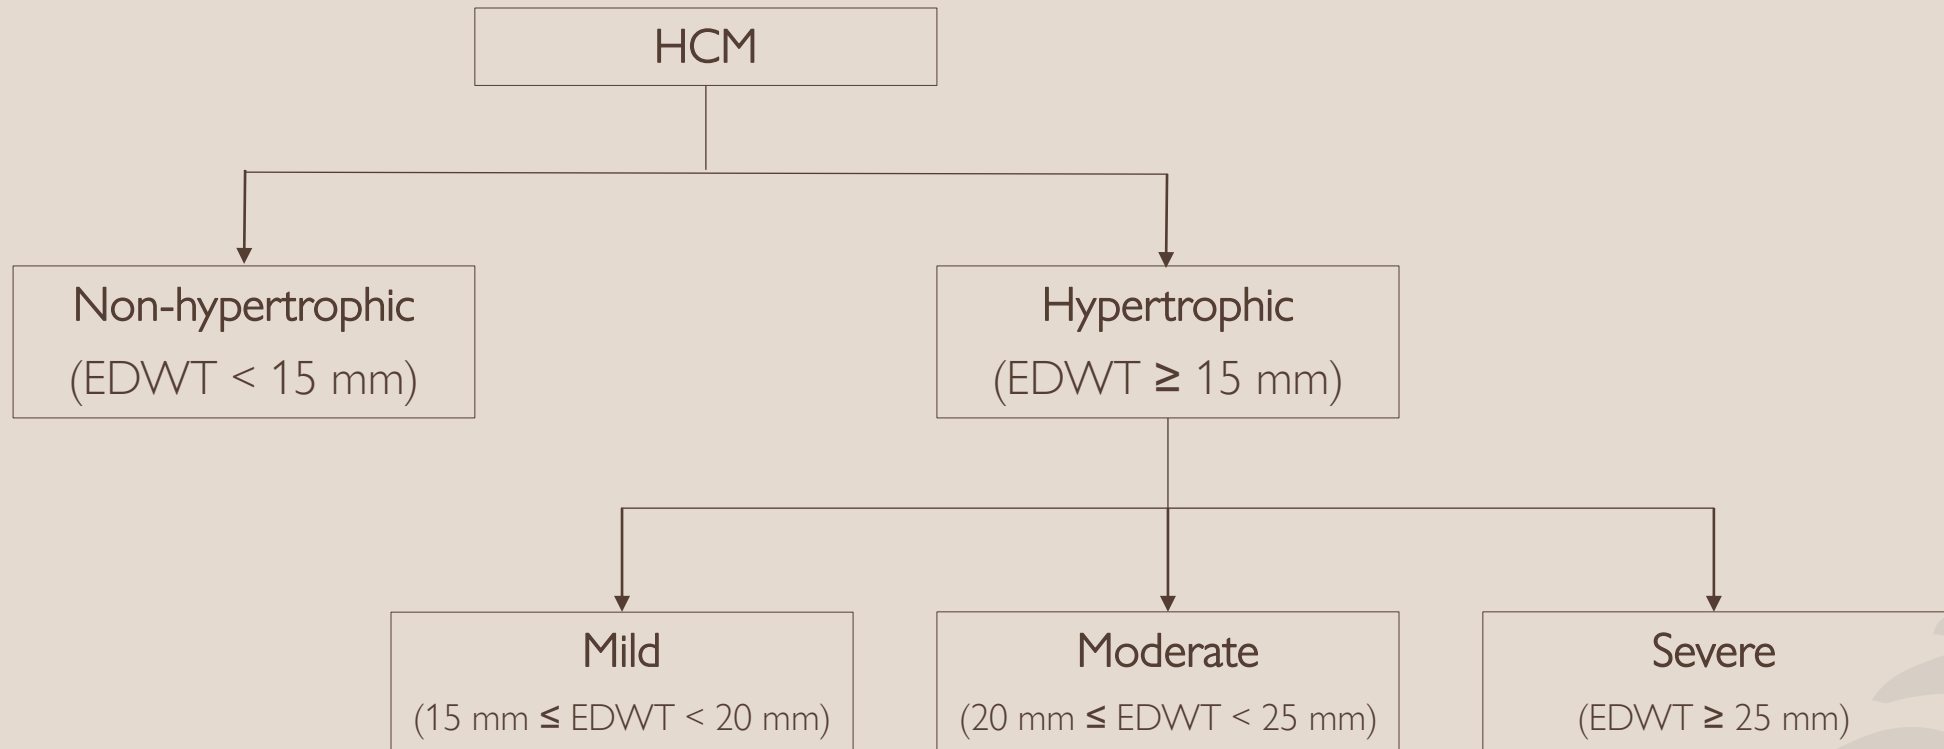 HCM
Non-hypertrophic
(EDWT < 15 mm)
Hypertrophic
(EDWT ≥ 15 mm)
Mild
(15 mm ≤ EDWT < 20 mm)
Moderate
(20 mm ≤ EDWT < 25 mm)
Severe
(EDWT ≥ 25 mm)